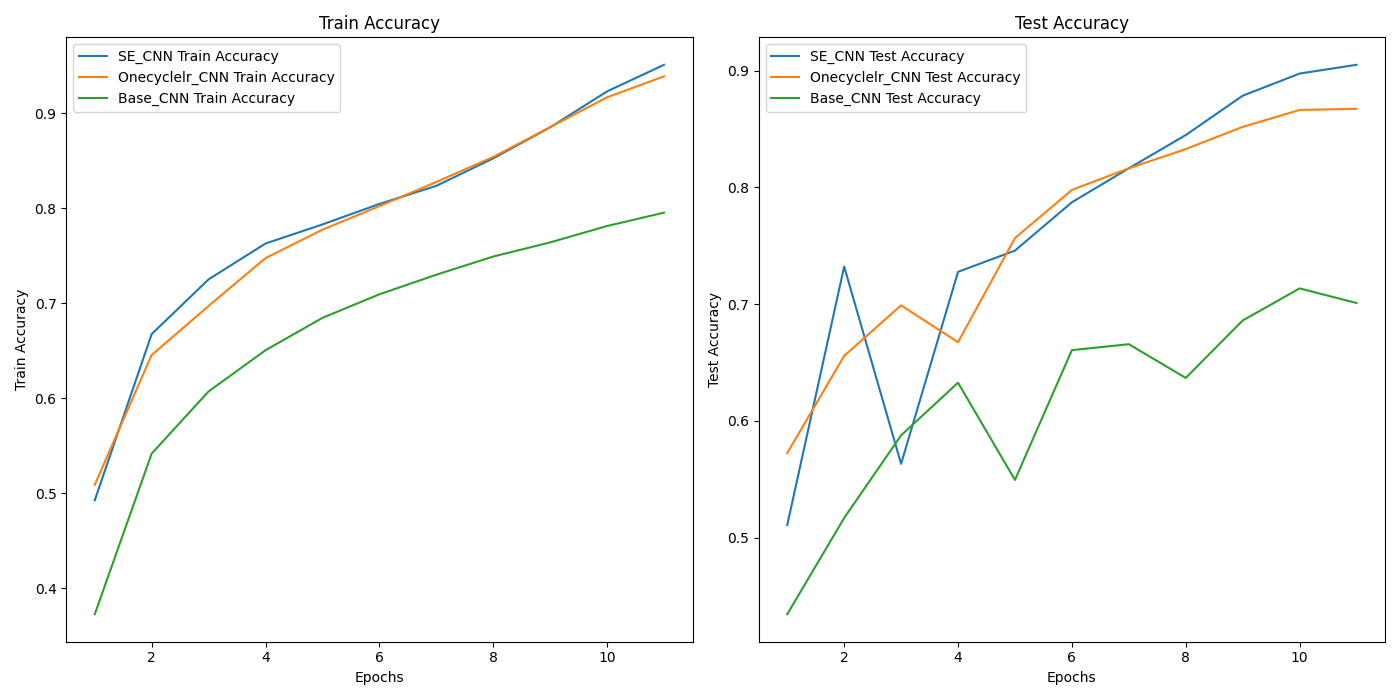 Train Accuracy
SE_CNN Train Accuracy
Onecyclelr_CNN Train Accuracy
Base_CNN Train Accuracy
Train Accuracy
0.9
0.8
0.7
0.6
0.5
0.4
2 4 6 8 10
Epochs
Test Accuracy
SE_CNN Test Accuracy
Onecyclelr_CNN Test Accuracy
Base_CNN Test Accuracy
Test Accuracy
0.9
0.8
0.7
0.6
0.5
2 4 6 8 10
Epochs